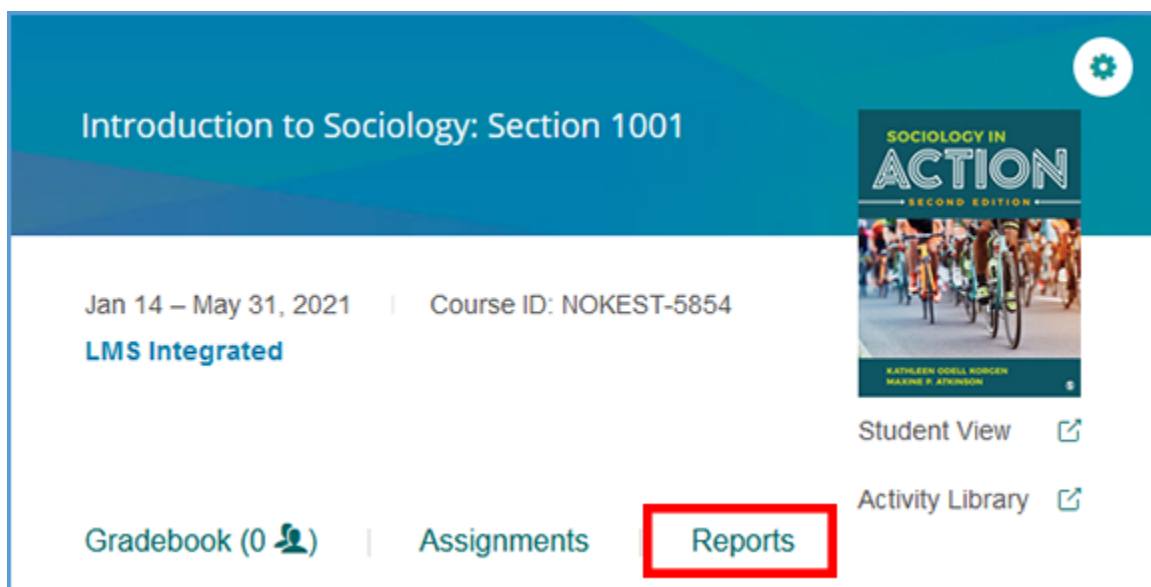 Introduction to Sociology: Section 1001
SOCIOLOGY IN
ACTION
SECOND EDITION
KATHLEEN ODELL KORGEN
MAXINE P. ATKINSON
Jan 14 – May 31, 2021 | Course ID: NOKEST-5854
LMS Integrated
Student View
Activity Library
Gradebook (0) | Assignments | Reports